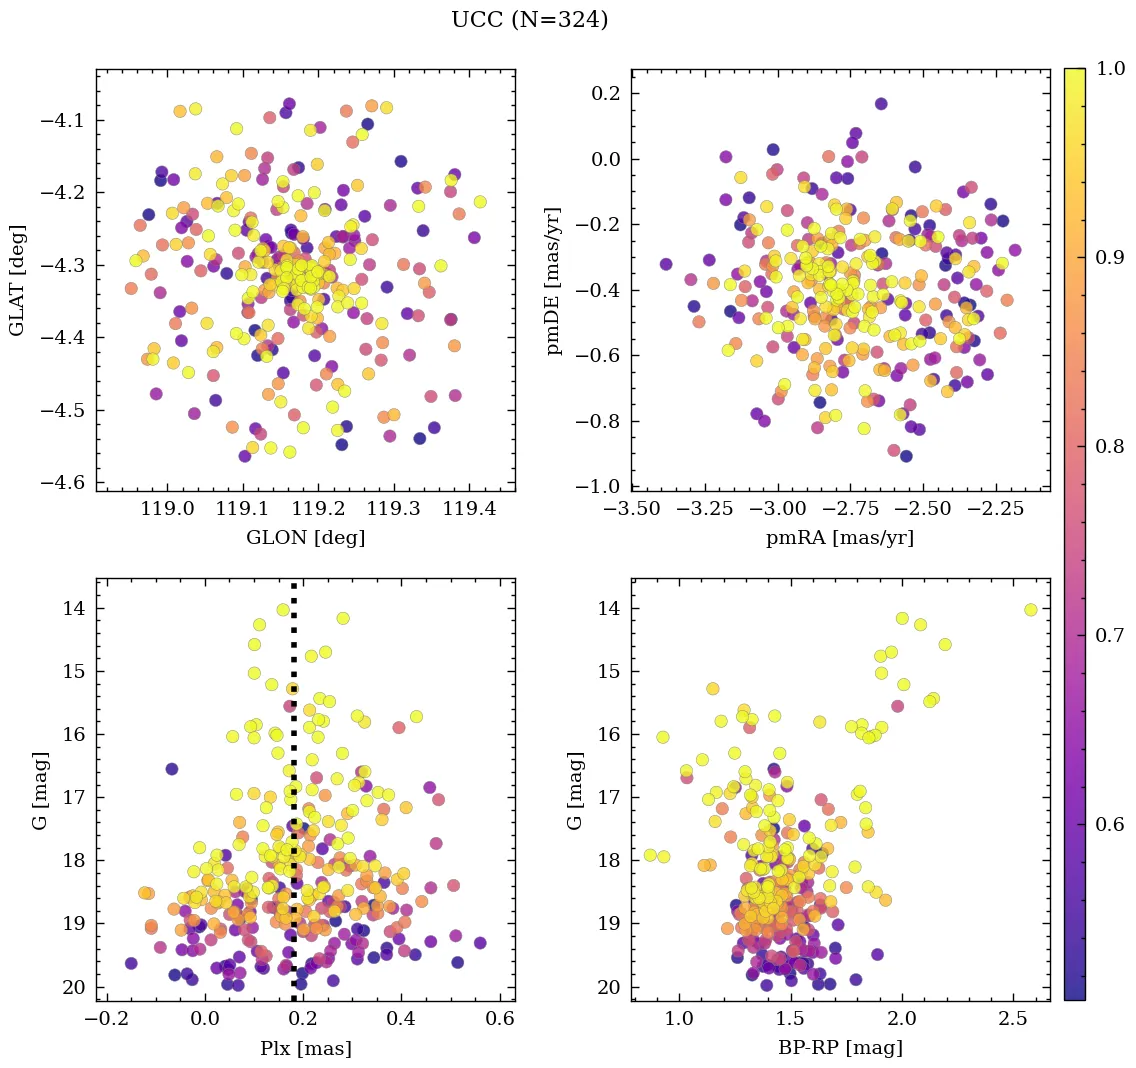 UCC (N=324)
−4.1
−4.2
−4.3
−4.4
−4.5
−4.6
GLAT [deg]
119.0 119.1 119.2 119.3 119.4
GLON [deg]
0.2
0.0
−0.2
−0.4
−0.6
−0.8
−1.0
pmDE [mas/yr]
−3.50 −3.25 −3.00 −2.75 −2.50 −2.25
pmRA [mas/yr]
1.0
0.9
0.8
0.7
0.6
14
15
16
17
18
19
20
G [mag]
−0.2 0.0 0.2 0.4 0.6
Plx [mas]
14
15
16
17
18
19
20
G [mag]
1.0 1.5 2.0 2.5
BP-RP [mag]